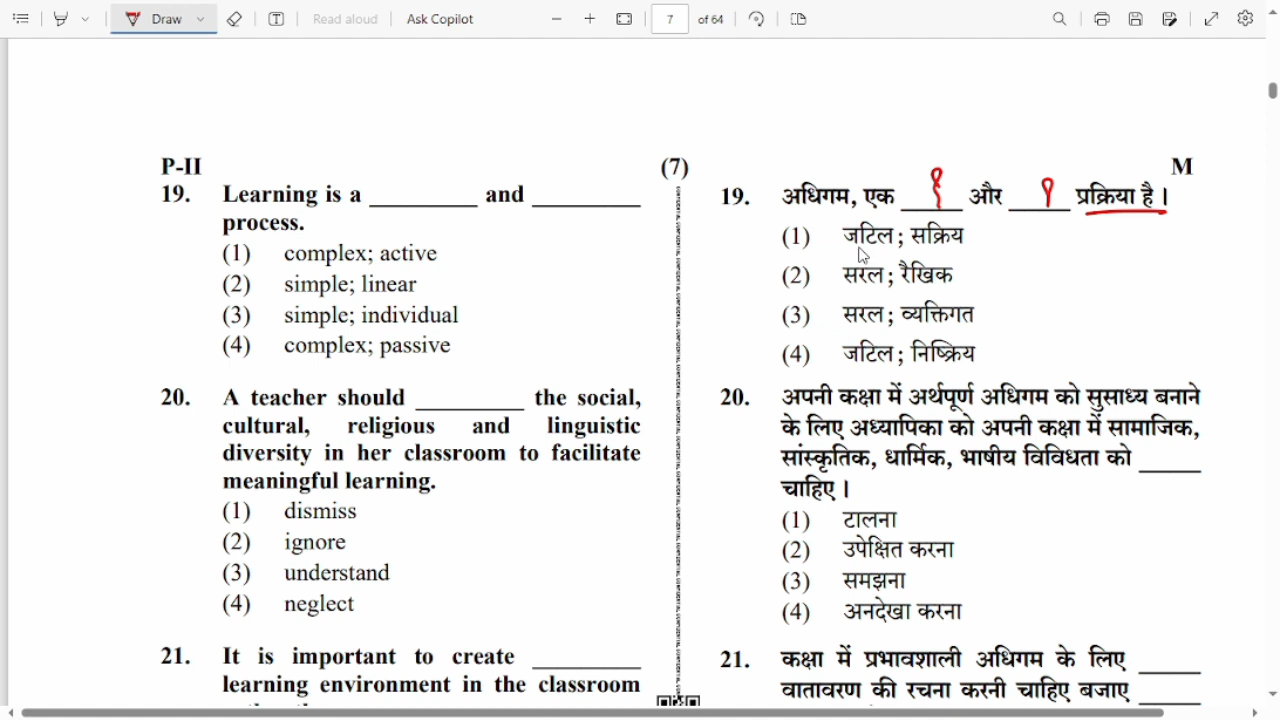 Draw
Read aloud
Ask Copilot
7 of 64
P-II
(7)
M
19. Learning is a ________ and ________
process.
(1) complex; active
(2) simple; linear
(3) simple; individual
(4) complex; passive
20. A teacher should ________ the social,
cultural, religious and linguistic
diversity in her classroom to facilitate
meaningful learning.
(1) dismiss
(2) ignore
(3) understand
(4) neglect
21. It is important to create ________
learning environment in the classroom
19. अधिगम, एक ____ और ____ प्रक्रिया है ।
(1) जटिल ; सक्रिय
(2) सरल ; रैखिक
(3) सरल ; व्यक्तिगत
(4) जटिल ; निष्क्रिय
20. अपनी कक्षा में अर्थपूर्ण अधिगम को सुसाध्य बनाने
के लिए अध्यापिका को अपनी कक्षा में सामाजिक,
सांस्कृतिक, धार्मिक, भाषीय विविधता को ____
चाहिए ।
(1) टालना
(2) उपेक्षित करना
(3) समझना
(4) अनदेखा करना
21. कक्षा में प्रभावशाली अधिगम के लिए ____
वातावरण की रचना करनी चाहिए बजाए ____